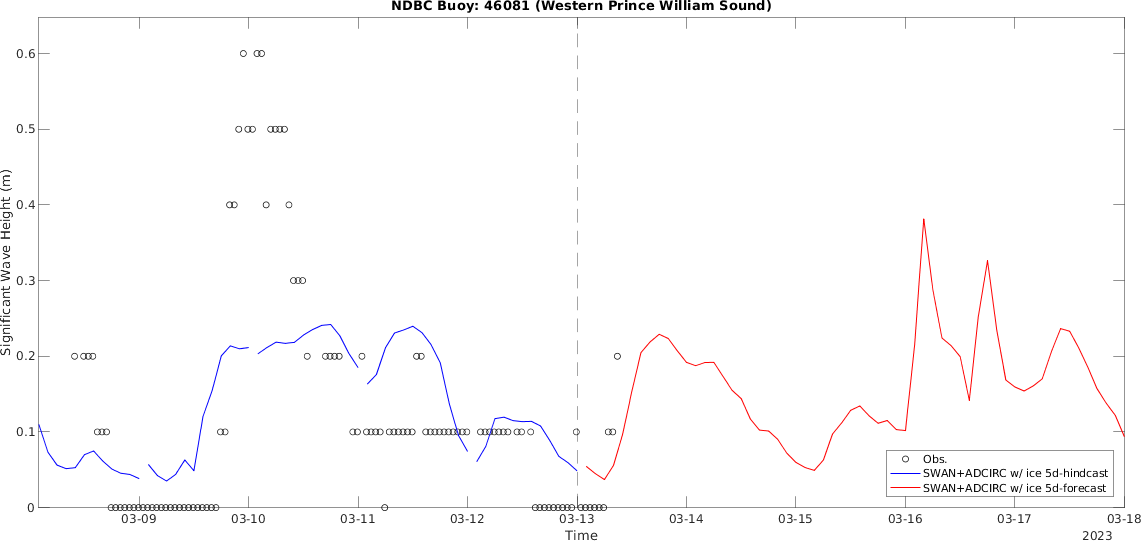 NDBC Buoy: 46081 (Western Prince William Sound)
Significant Wave Height (m)
0.6
0.5
0.4
0.3
0.2
0.1
0
Obs.
SWAN+ADCIRC w/ ice 5d-hindcast
SWAN+ADCIRC w/ ice 5d-forecast
03-09 03-10 03-11 03-12 03-13 03-14 03-15 03-16 03-17 03-18
Time
2023